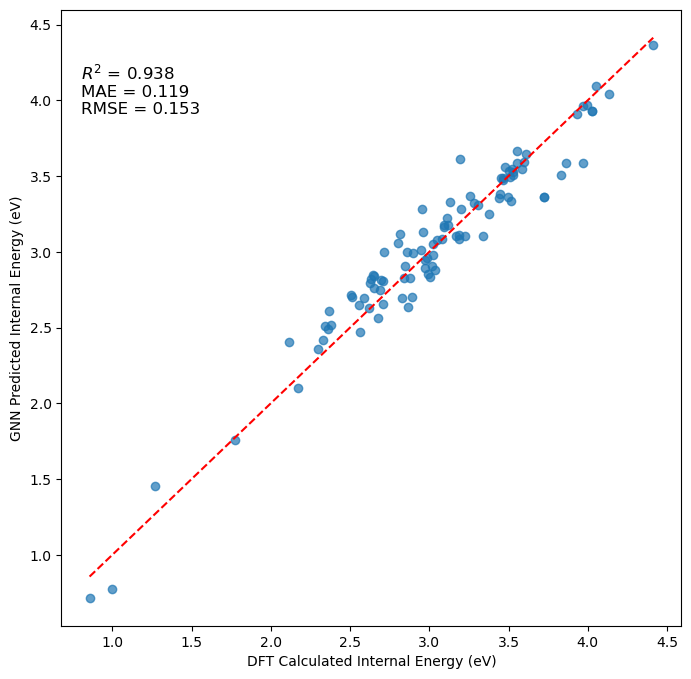 4.5
4.0
3.5
3.0
2.5
2.0
1.5
1.0
GNN Predicted Internal Energy (eV)
R² = 0.938
MAE = 0.119
RMSE = 0.153
1.0 1.5 2.0 2.5 3.0 3.5 4.0 4.5
DFT Calculated Internal Energy (eV)